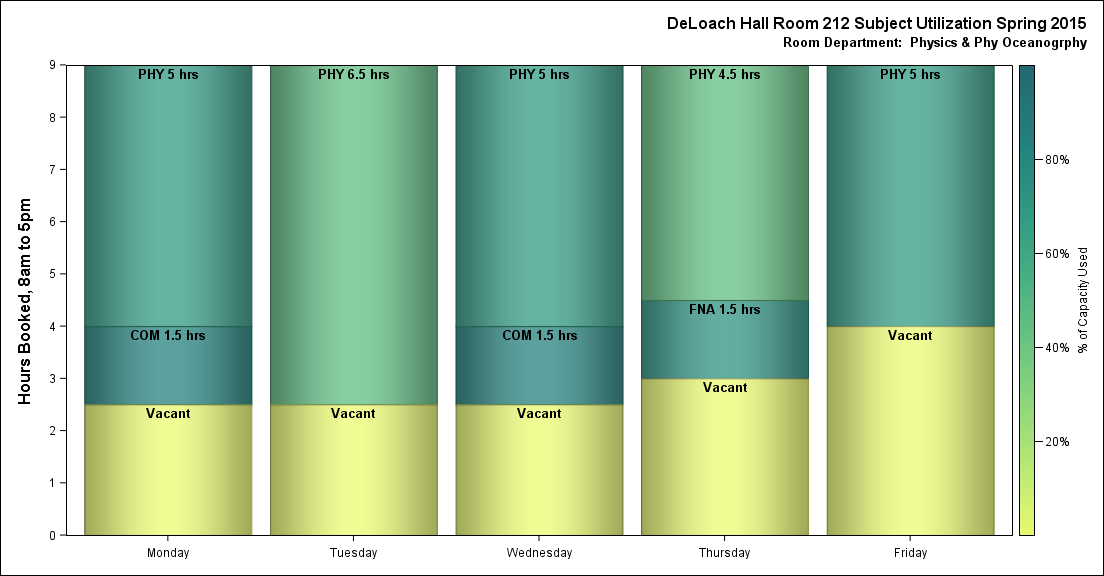 DeLoach Hall Room 212 Subject Utilization Spring 2015
Room Department:  Physics & Phy Oceanogrphy
Hours Booked, 8am to 5pm
9
8
7
6
5
4
3
2
1
0
PHY 5 hrs
COM 1.5 hrs
Vacant
Monday
PHY 6.5 hrs
Vacant
Tuesday
PHY 5 hrs
COM 1.5 hrs
Vacant
Wednesday
PHY 4.5 hrs
FNA 1.5 hrs
Vacant
Thursday
PHY 5 hrs
Vacant
Friday
80%
60%
40%
20%
% of Capacity Used